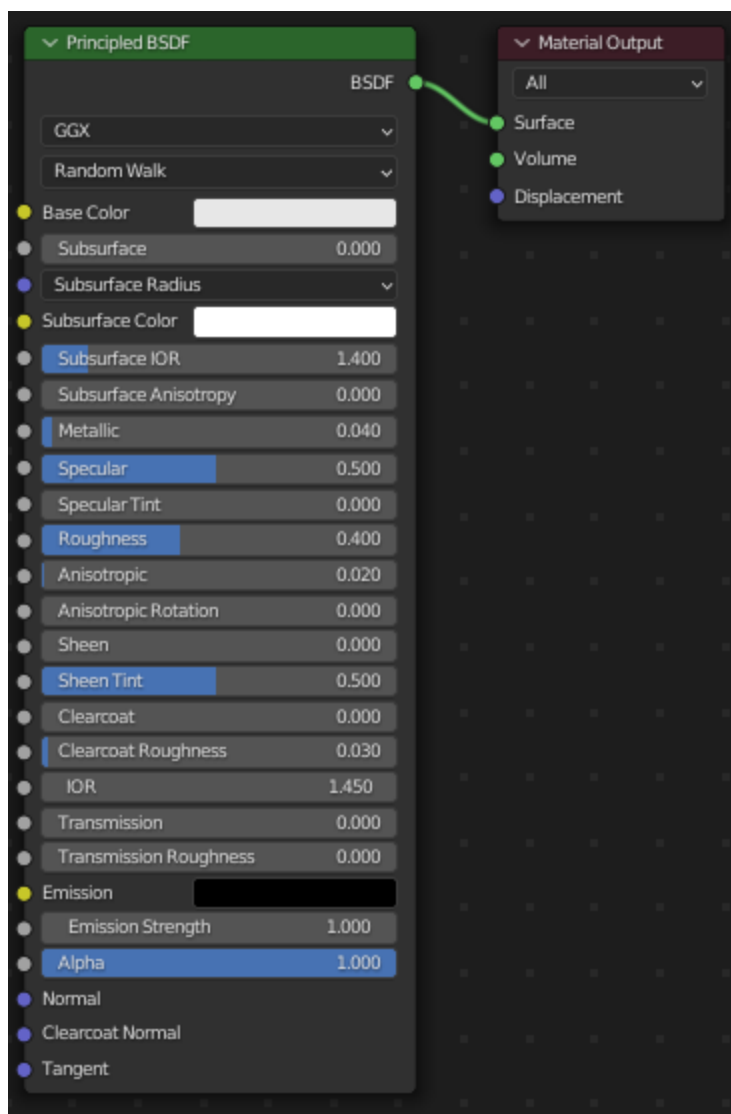 Principled BSDF
BSDF
GGX
Random Walk
Base Color
Subsurface 0.000
Subsurface Radius
Subsurface Color
Subsurface IOR 1.400
Subsurface Anisotropy 0.000
Metallic 0.040
Specular 0.500
Specular Tint 0.000
Roughness 0.400
Anisotropic 0.020
Anisotropic Rotation 0.000
Sheen 0.000
Sheen Tint 0.500
Clearcoat 0.000
Clearcoat Roughness 0.030
IOR 1.450
Transmission 0.000
Transmission Roughness 0.000
Emission
Emission Strength 1.000
Alpha 1.000
Normal
Clearcoat Normal
Tangent
Material Output
All
Surface
Volume
Displacement